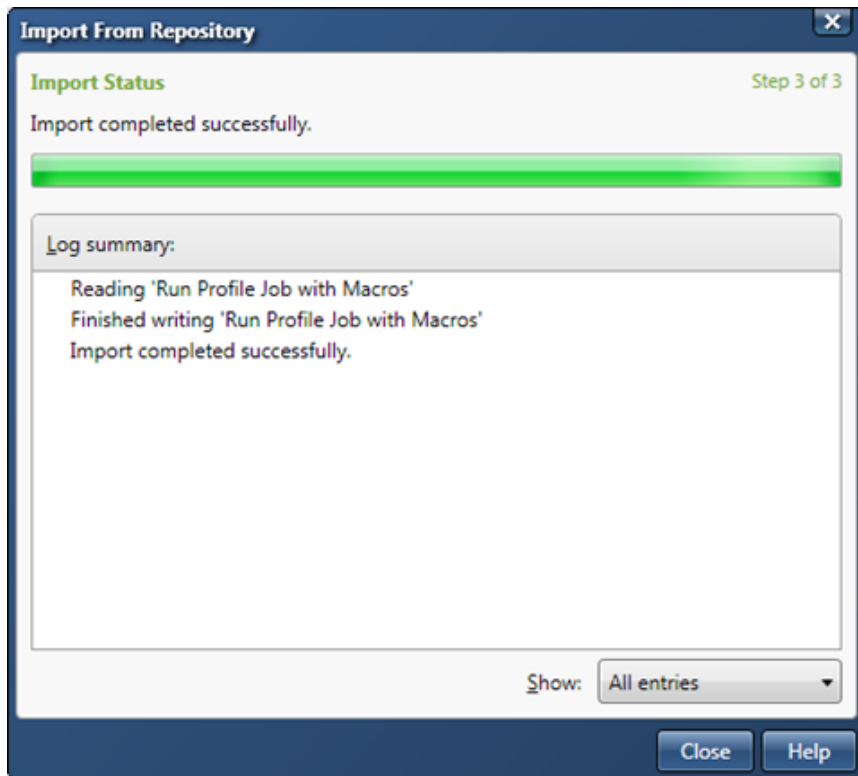 Import From Repository
Import Status
Step 3 of 3
Import completed successfully.
Log summary:
Reading 'Run Profile Job with Macros'
Finished writing 'Run Profile Job with Macros'
Import completed successfully.
Show: All entries
Close Help